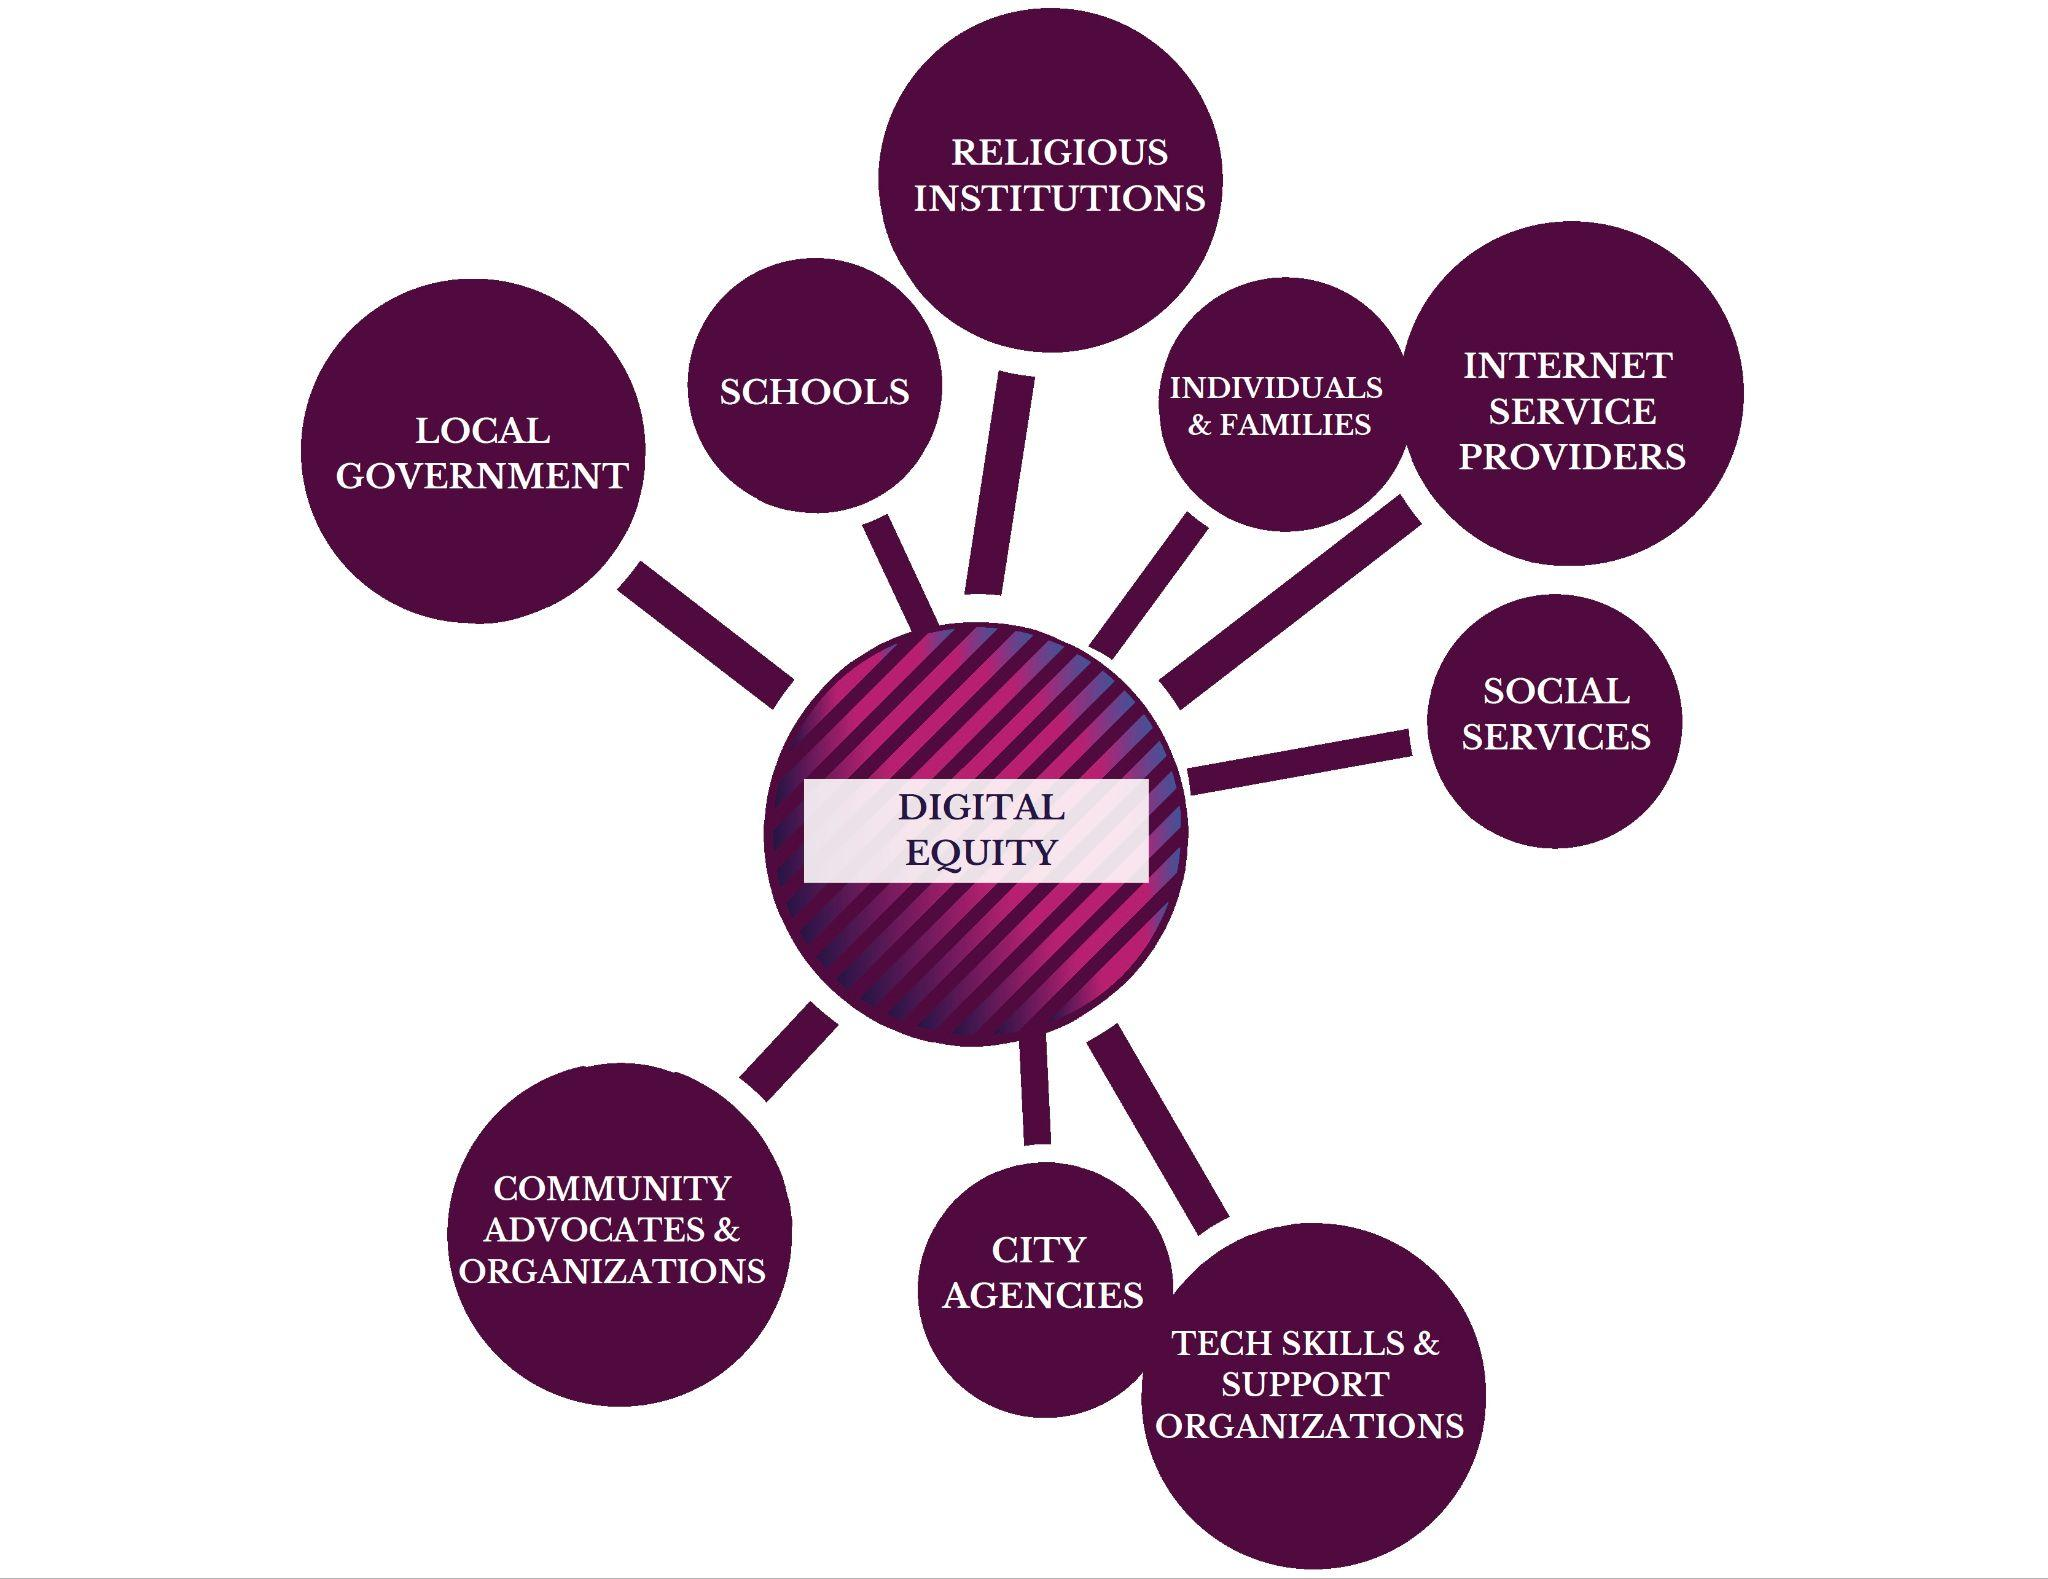 RELIGIOUS
INSTITUTIONS
SCHOOLS
INDIVIDUALS
& FAMILIES
INTERNET
SERVICE
PROVIDERS
LOCAL
GOVERNMENT
SOCIAL
SERVICES
DIGITAL
EQUITY
COMMUNITY
ADVOCATES &
ORGANIZATIONS
CITY
AGENCIES
TECH SKILLS &
SUPPORT
ORGANIZATIONS